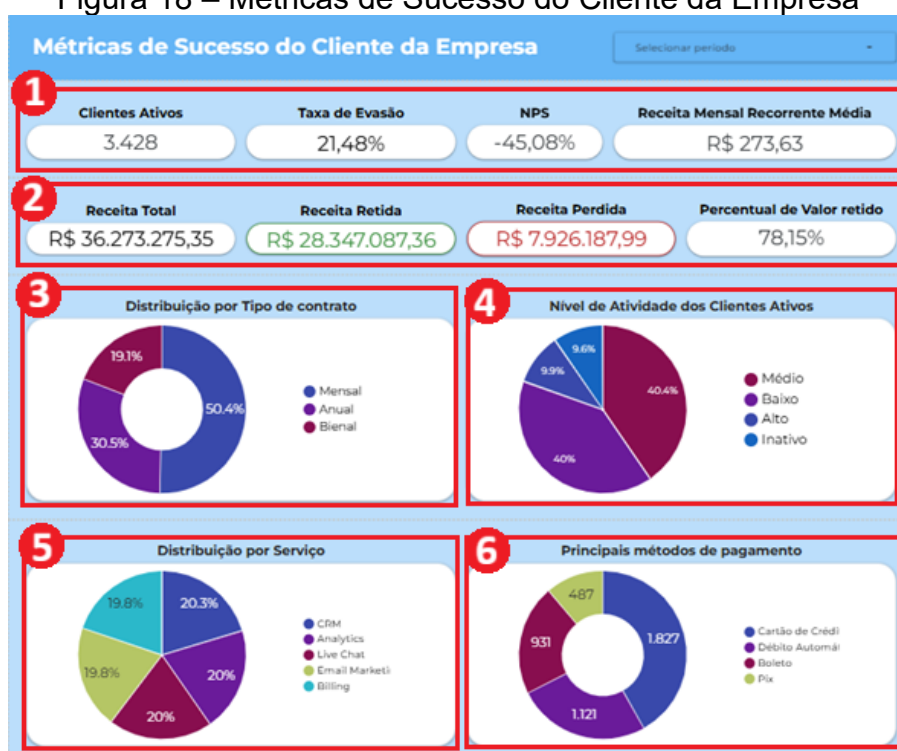 Figura 18 – Métricas de Sucesso do Cliente da Empresa
Métricas de Sucesso do Cliente da Empresa
Selecionar período
1
Clientes Ativos Taxa de Evasão NPS Receita Mensal Recorrente Média
3.428 21,48% -45,08% R$ 273,63
2
Receita Total Receita Retida Receita Perdida Percentual de Valor retido
R$ 36.273.275,35 R$ 28.347.087,36 R$ 7.926.187,99 78,15%
3
Distribuição por Tipo de contrato
19.1%
50.4%
30.5%
Mensal
Anual
Bienal
4
Nível de Atividade dos Clientes Ativos
9.6%
9.9%
40.4%
40%
Médio
Baixo
Alto
Inativo
5
Distribuição por Serviço
19.8% 20.3%
19.8% 20%
20%
CRM
Analytics
Live Chat
Email Marketi
Billing
6
Principais métodos de pagamento
487
931 1.827
1.121
Cartão de Crédi
Débito Automá
Boleto
Pix